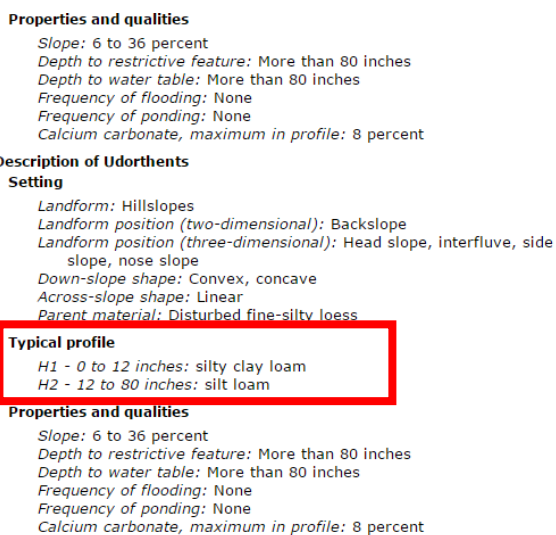 Properties and qualities
Slope: 6 to 36 percent
Depth to restrictive feature: More than 80 inches
Depth to water table: More than 80 inches
Frequency of flooding: None
Frequency of ponding: None
Calcium carbonate, maximum in profile: 8 percent
Description of Udorthents
Setting
Landform: Hillslopes
Landform position (two-dimensional): Backslope
Landform position (three-dimensional): Head slope, interfluve, side
slope, nose slope
Down-slope shape: Convex, concave
Across-slope shape: Linear
Parent material: Disturbed fine-silty loess
Typical profile
H1 - 0 to 12 inches: silty clay loam
H2 - 12 to 80 inches: silt loam
Properties and qualities
Slope: 6 to 36 percent
Depth to restrictive feature: More than 80 inches
Depth to water table: More than 80 inches
Frequency of flooding: None
Frequency of ponding: None
Calcium carbonate, maximum in profile: 8 percent